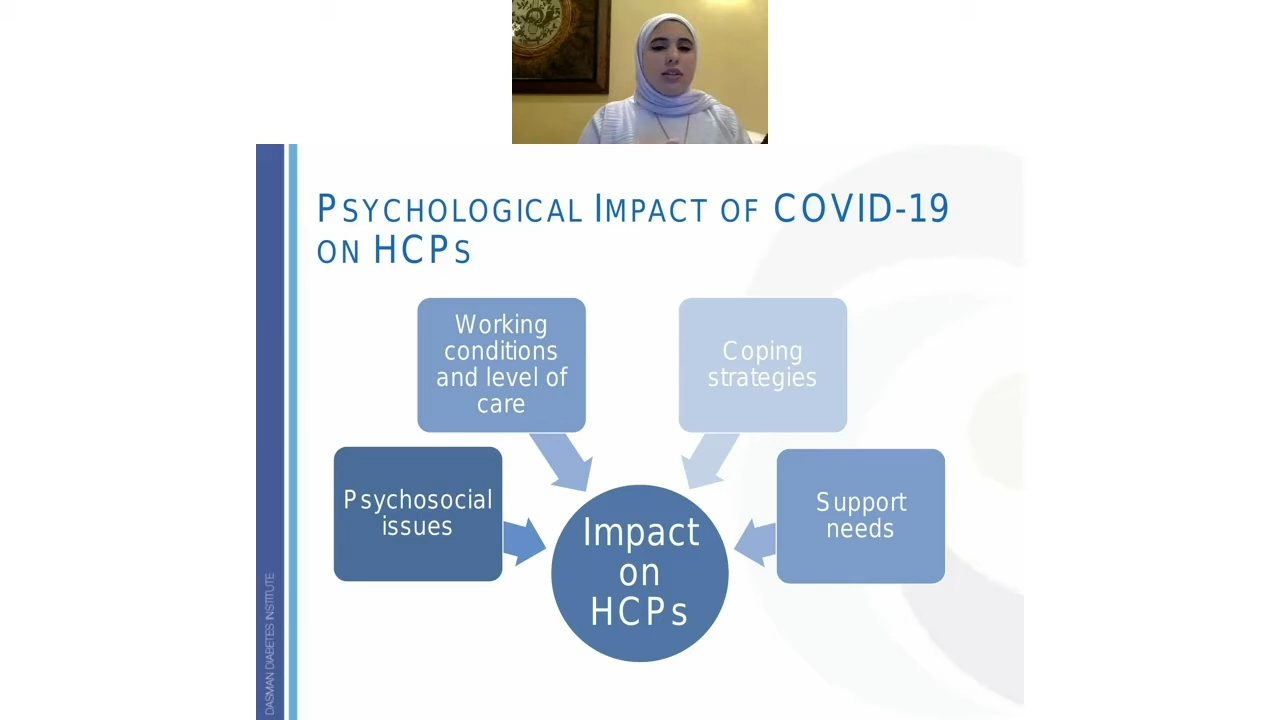 PSYCHOLOGICAL IMPACT OF COVID-19
ON HCPS
Working
conditions
and level of
care
Coping
strategies
Psychosocial
issues
Support
needs
Impact
on
HCPs
DASMAN DIABETES INSTITUTE